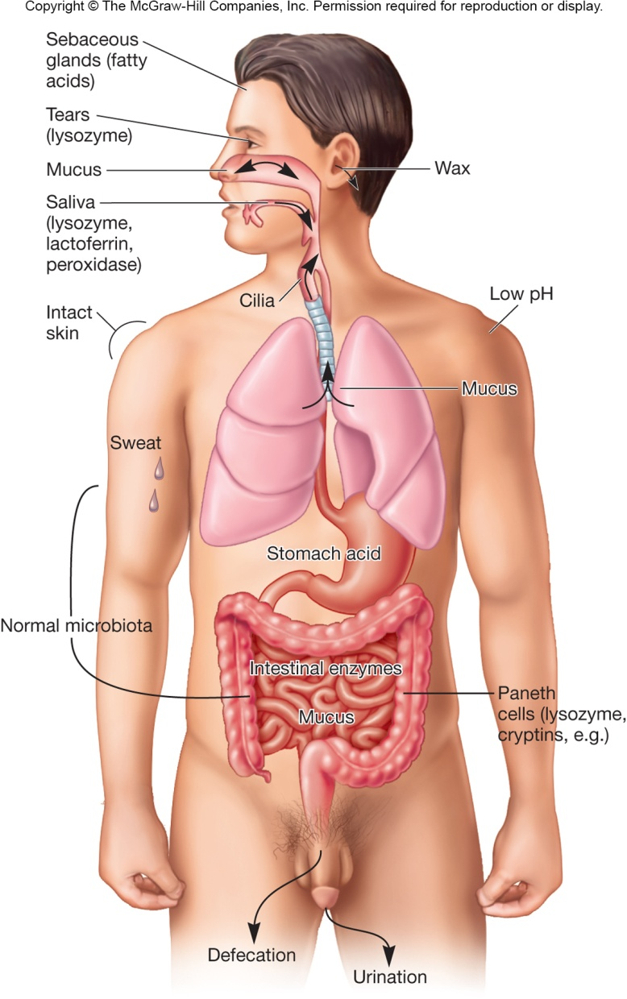 Copyright © The McGraw-Hill Companies, Inc. Permission required for reproduction or display.
Sebaceous
glands (fatty
acids)
Tears
(lysozyme)
Mucus
Wax
Saliva
(lysozyme,
lactoferrin,
peroxidase)
Cilia
Low pH
Intact
skin
Mucus
Sweat
Stomach acid
Normal microbiota
Intestinal enzymes
Mucus
Paneth
cells (lysozyme,
cryptins, e.g.)
Defecation
Urination